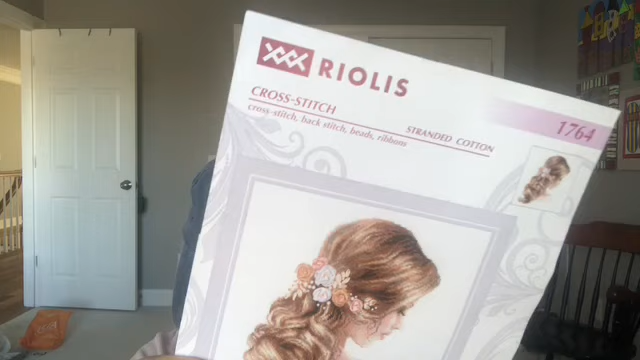 RIOLIS
CROSS-STITCH
cross-stitch, back stitch, beads, ribbons
STRANDED COTTON
1764